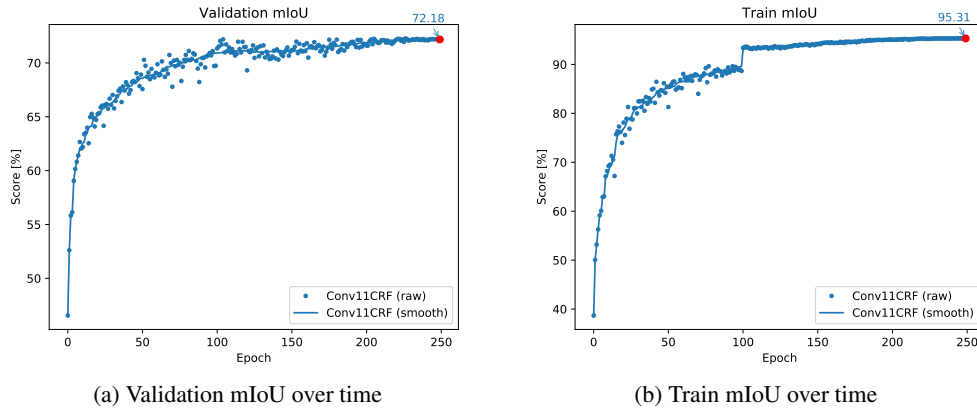 Validation mIoU
72.18
70
65
60
55
50
Score [%]
0
50
100
150
200
250
Epoch
Conv11CRF (raw)
Conv11CRF (smooth)
(a) Validation mIoU over time
Train mIoU
95.31
90
80
70
60
50
40
Score [%]
0
50
100
150
200
250
Epoch
Conv11CRF (raw)
Conv11CRF (smooth)
(b) Train mIoU over time